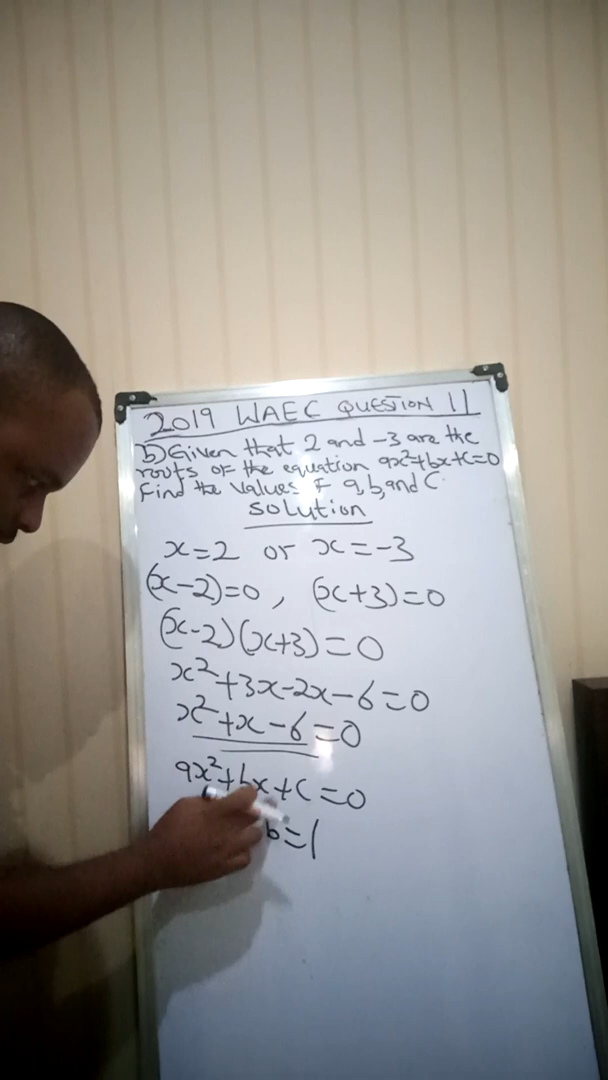 2019 WAEC QUESTION 11
b) Given that 2 and -3 are the
roots of the equation ax²+bx+c=0
Find the values of a, b, and c.
Solution
x=2 or x=-3
(x-2)=0, (x+3)=0
(x-2)(x+3)=0
x²+3x-2x-6=0
x²+x-6=0
ax²+bx+c=0
b=1